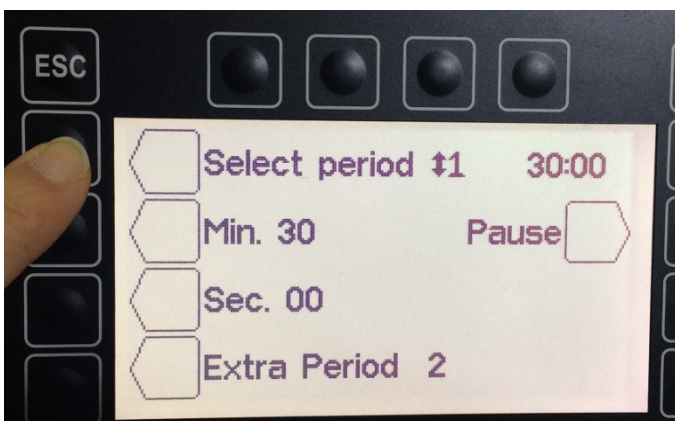 ESC
Select period ↕1 30:00
Min. 30 Pause
Sec. 00
Extra Period 2